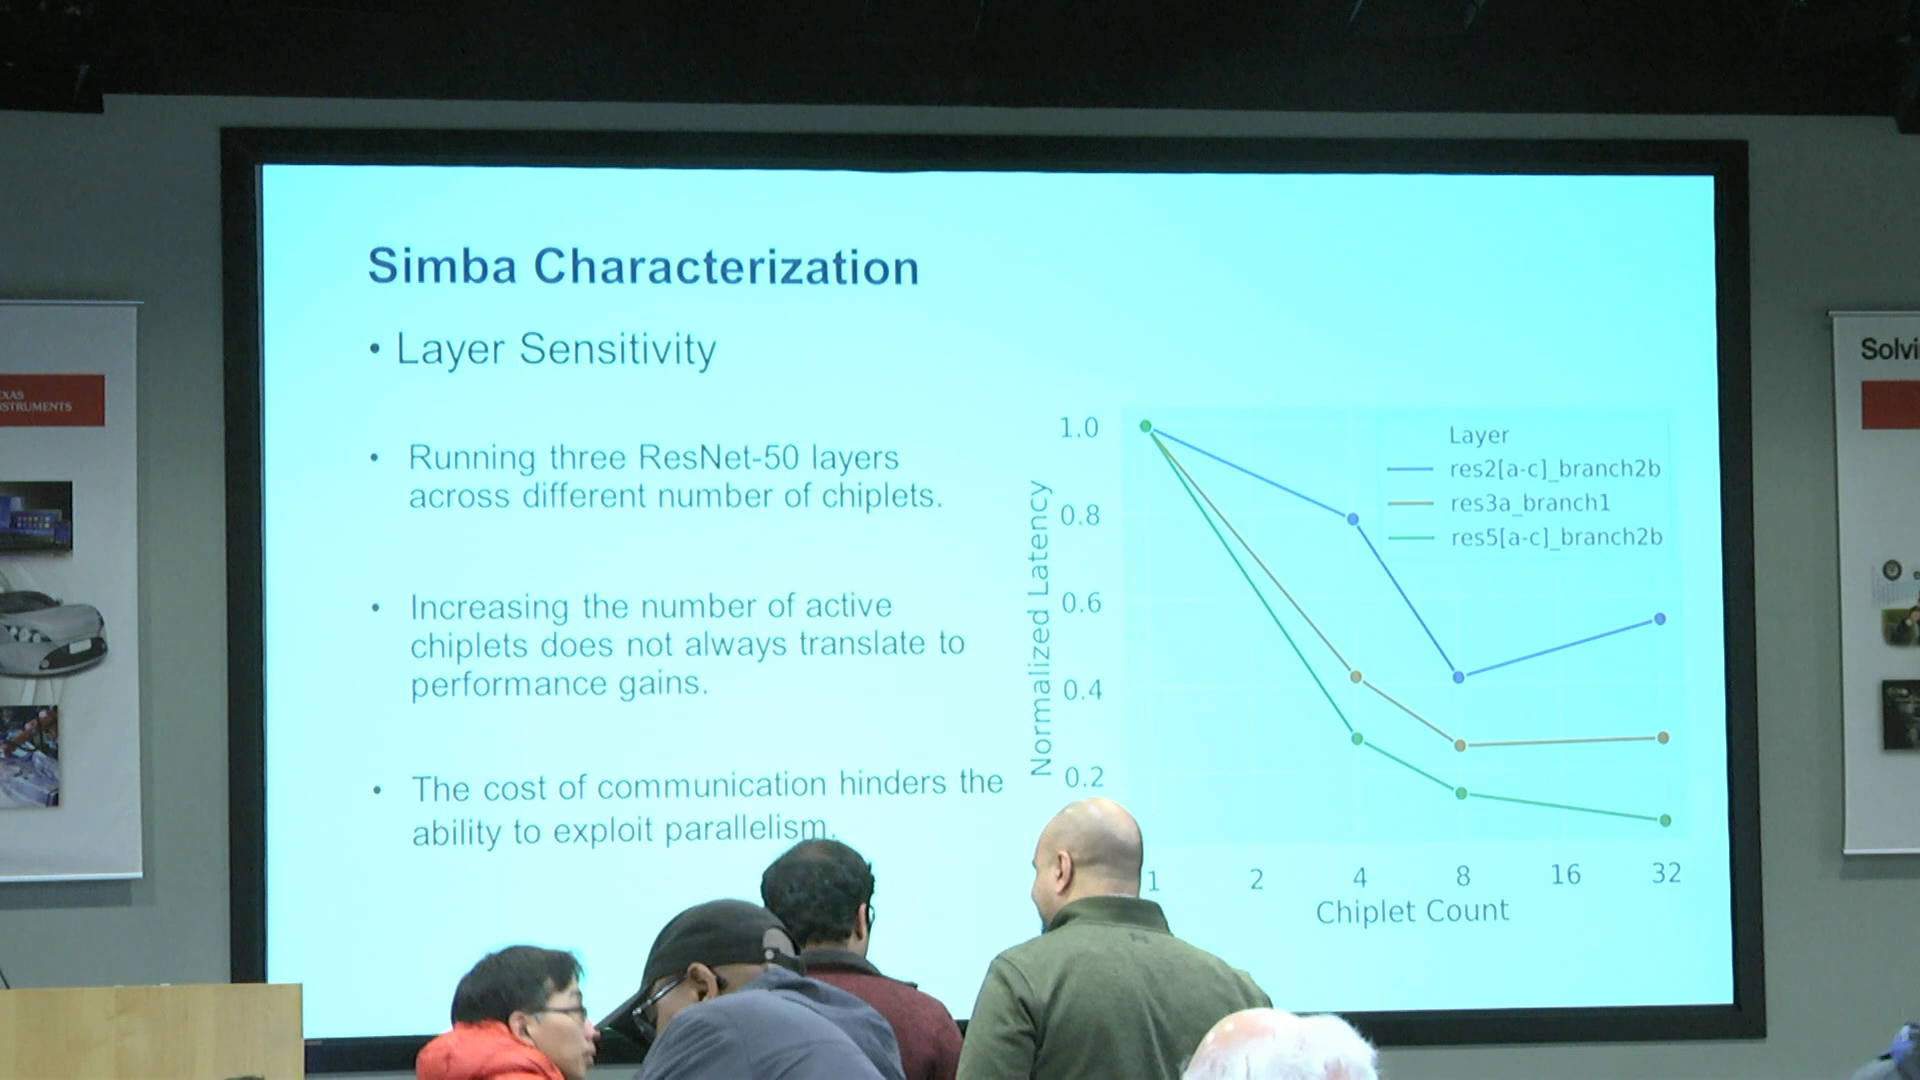 Simba Characterization
• Layer Sensitivity
• Running three ResNet-50 layers
across different number of chiplets.
• Increasing the number of active
chiplets does not always translate to
performance gains.
• The cost of communication hinders the
ability to exploit parallelism.
Normalized Latency
1.0
0.8
0.6
0.4
0.2
Layer
res2[a-c]_branch2b
res3a_branch1
res5[a-c]_branch2b
1 2 4 8 16 32
Chiplet Count
EXAS
NSTRUMENTS
Solvi